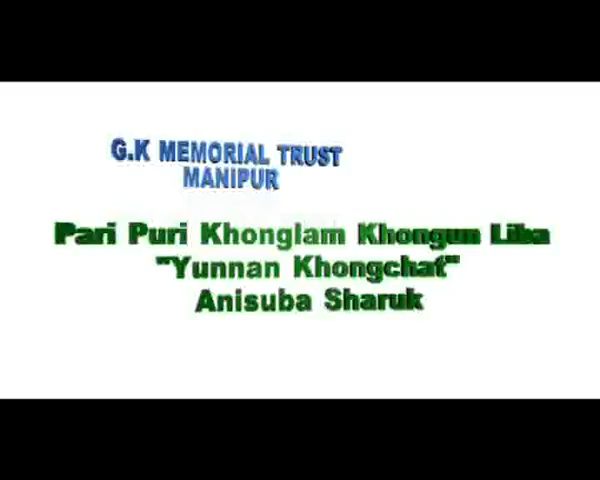 G.K MEMORIAL TRUST
MANIPUR
Pari Puri Khonglam Khongun Liba
"Yunnan Khongchat"
Anisuba Sharuk